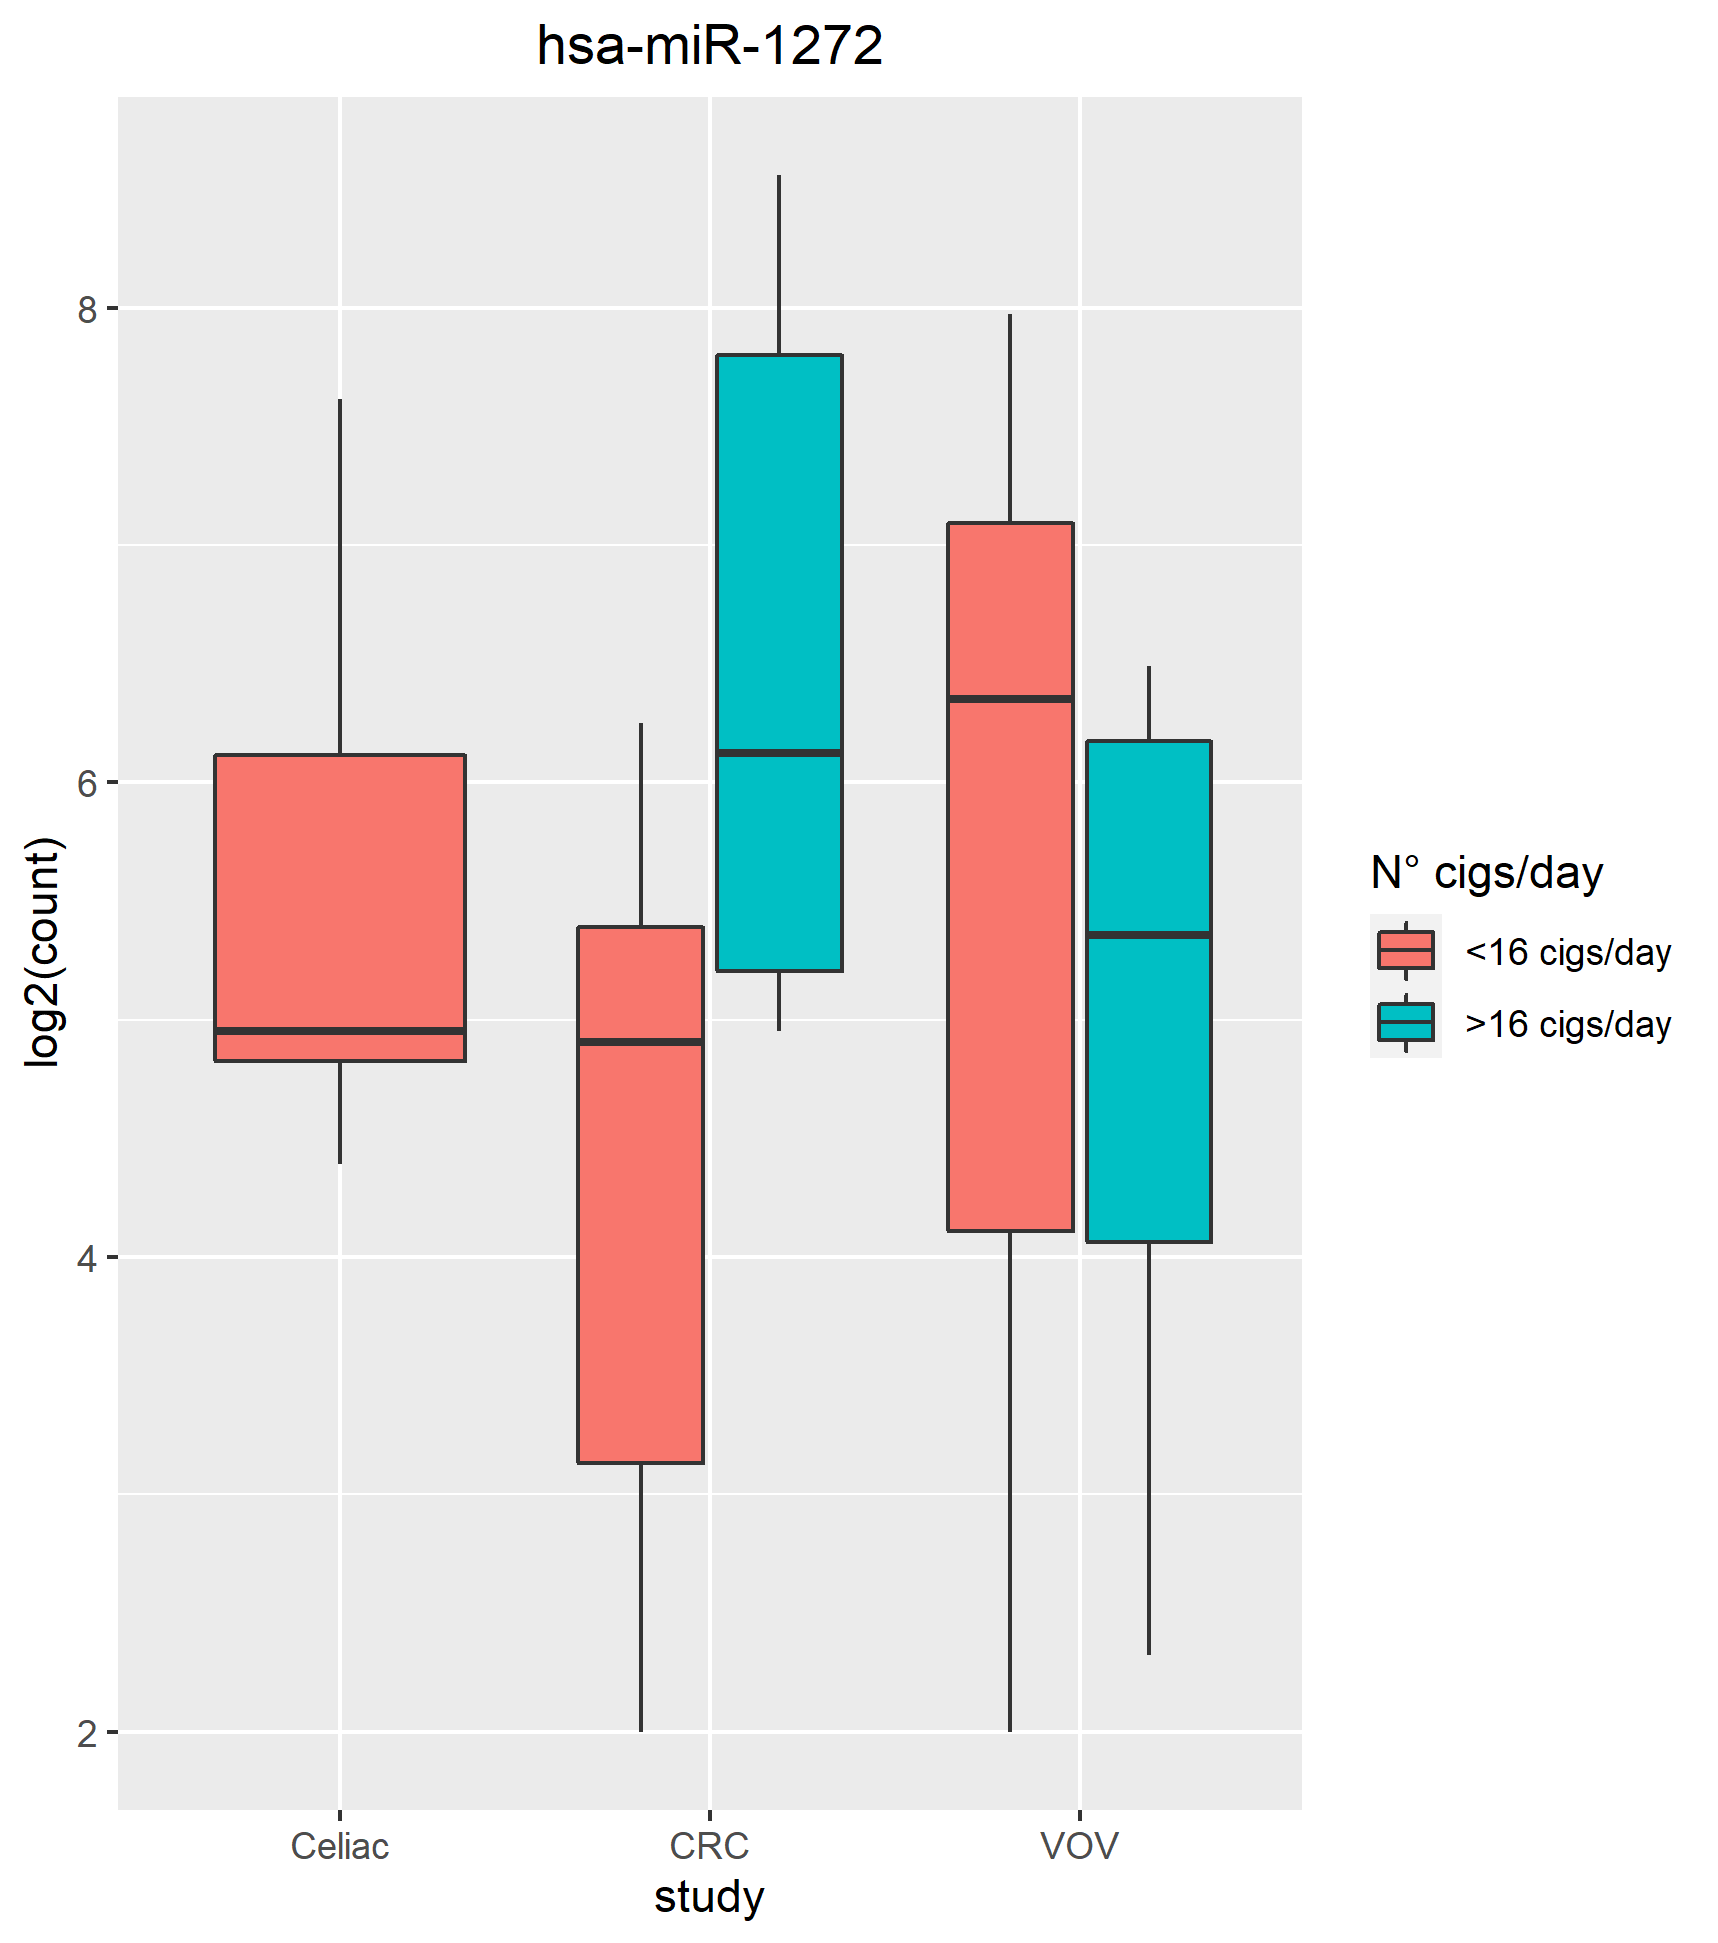 hsa-miR-1272
log2(count)
8
6
4
2
Celiac
CRC
VOV
study
N° cigs/day
<16 cigs/day
>16 cigs/day